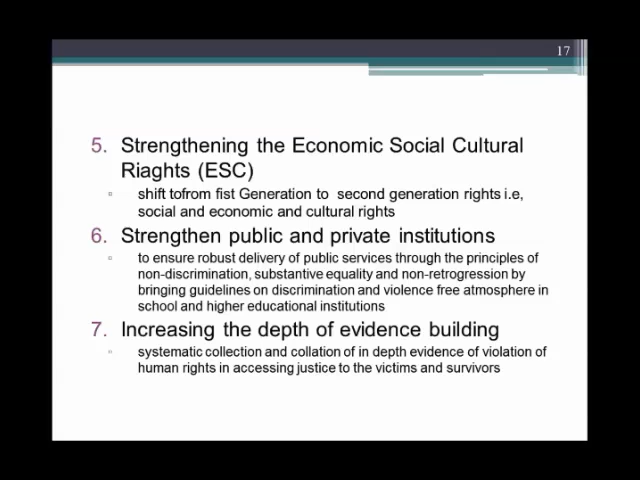 17
5. Strengthening the Economic Social Cultural
Riaghts (ESC)
shift tofrom fist Generation to second generation rights i.e,
social and economic and cultural rights
6. Strengthen public and private institutions
to ensure robust delivery of public services through the principles of
non-discrimination, substantive equality and non-retrogression by
bringing guidelines on discrimination and violence free atmosphere in
school and higher educational institutions
7. Increasing the depth of evidence building
systematic collection and collation of in depth evidence of violation of
human rights in accessing justice to the victims and survivors